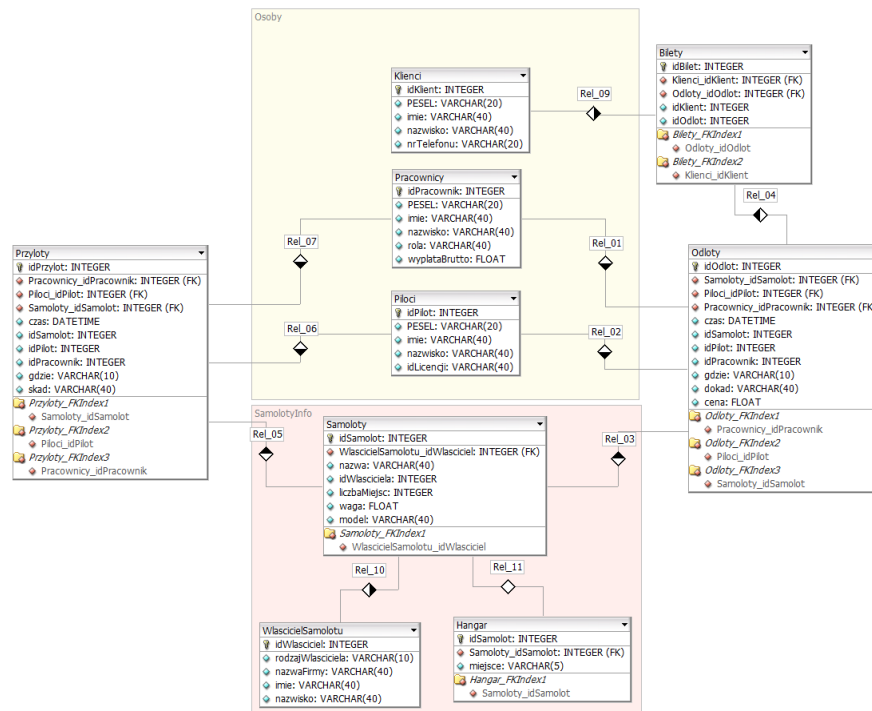 Osoby
Klienci
idKlient: INTEGER
PESEL: VARCHAR(20)
imie: VARCHAR(40)
nazwisko: VARCHAR(40)
nrTelefonu: VARCHAR(20)
Rel_09
Bilety
idBilet: INTEGER
Klienci_idKlient: INTEGER (FK)
Odloty_idOdlot: INTEGER (FK)
idKlient: INTEGER
idOdlot: INTEGER
Bilety_FKIndex1
Odloty_idOdlot
Bilety_FKIndex2
Klienci_idKlient
Rel_04
Pracownicy
idPracownik: INTEGER
PESEL: VARCHAR(20)
imie: VARCHAR(40)
nazwisko: VARCHAR(40)
rola: VARCHAR(40)
wyplataBrutto: FLOAT
Rel_07
Rel_01
Przyloty
idPrzylot: INTEGER
Pracownicy_idPracownik: INTEGER (FK)
Piloci_idPilot: INTEGER (FK)
Samoloty_idSamolot: INTEGER (FK)
czas: DATETIME
idSamolot: INTEGER
idPilot: INTEGER
idPracownik: INTEGER
gdzie: VARCHAR(10)
skad: VARCHAR(40)
Przyloty_FKIndex1
Samoloty_idSamolot
Przyloty_FKIndex2
Piloci_idPilot
Przyloty_FKIndex3
Pracownicy_idPracownik
Piloci
idPilot: INTEGER
PESEL: VARCHAR(20)
imie: VARCHAR(40)
nazwisko: VARCHAR(40)
idLicencji: VARCHAR(40)
Rel_06
Rel_02
Odloty
idOdlot: INTEGER
Samoloty_idSamolot: INTEGER (FK)
Piloci_idPilot: INTEGER (FK)
Pracownicy_idPracownik: INTEGER (FK
czas: DATETIME
idSamolot: INTEGER
idPilot: INTEGER
idPracownik: INTEGER
gdzie: VARCHAR(10)
dokad: VARCHAR(40)
cena: FLOAT
Odloty_FKIndex1
Pracownicy_idPracownik
Odloty_FKIndex2
Piloci_idPilot
Odloty_FKIndex3
Samoloty_idSamolot
SamolotyInfo
Rel_05
Rel_03
Samoloty
idSamolot: INTEGER
WlascicielSamolotu_idWlasciciel: INTEGER (FK)
nazwa: VARCHAR(40)
idWlasciciela: INTEGER
liczbaMiejsc: INTEGER
waga: FLOAT
model: VARCHAR(40)
Samoloty_FKIndex1
WlascicielSamolotu_idWlasciciel
Rel_10
Rel_11
WlascicielSamolotu
idWlasciciel: INTEGER
rodzajWlasciciela: VARCHAR(10)
nazwaFirmy: VARCHAR(40)
imie: VARCHAR(40)
nazwisko: VARCHAR(40)
Hangar
idSamolot: INTEGER
Samoloty_idSamolot: INTEGER (FK)
miejsce: VARCHAR(5)
Hangar_FKIndex1
Samoloty_idSamolot